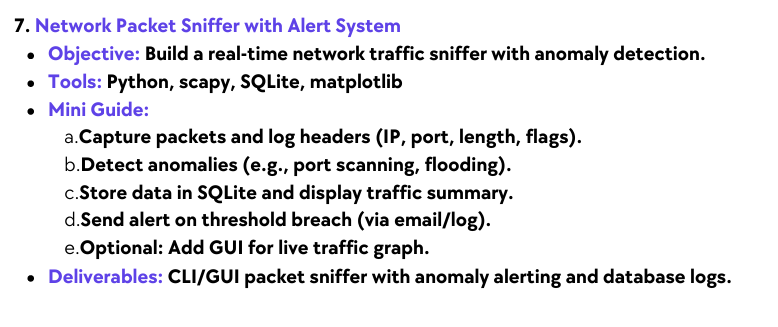 7. Network Packet Sniffer with Alert System
• Objective: Build a real-time network traffic sniffer with anomaly detection.
• Tools: Python, scapy, SQLite, matplotlib
• Mini Guide:
a.Capture packets and log headers (IP, port, length, flags).
b.Detect anomalies (e.g., port scanning, flooding).
c.Store data in SQLite and display traffic summary.
d.Send alert on threshold breach (via email/log).
e.Optional: Add GUI for live traffic graph.
• Deliverables: CLI/GUI packet sniffer with anomaly alerting and database logs.